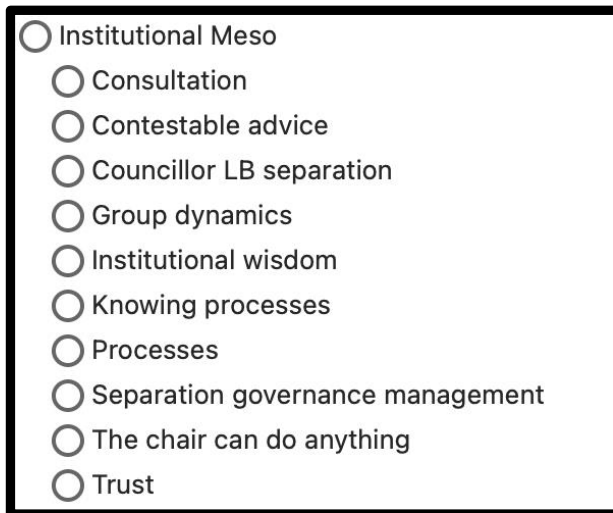 Institutional Meso
Consultation
Contestable advice
Councillor LB separation
Group dynamics
Institutional wisdom
Knowing processes
Processes
Separation governance management
The chair can do anything
Trust